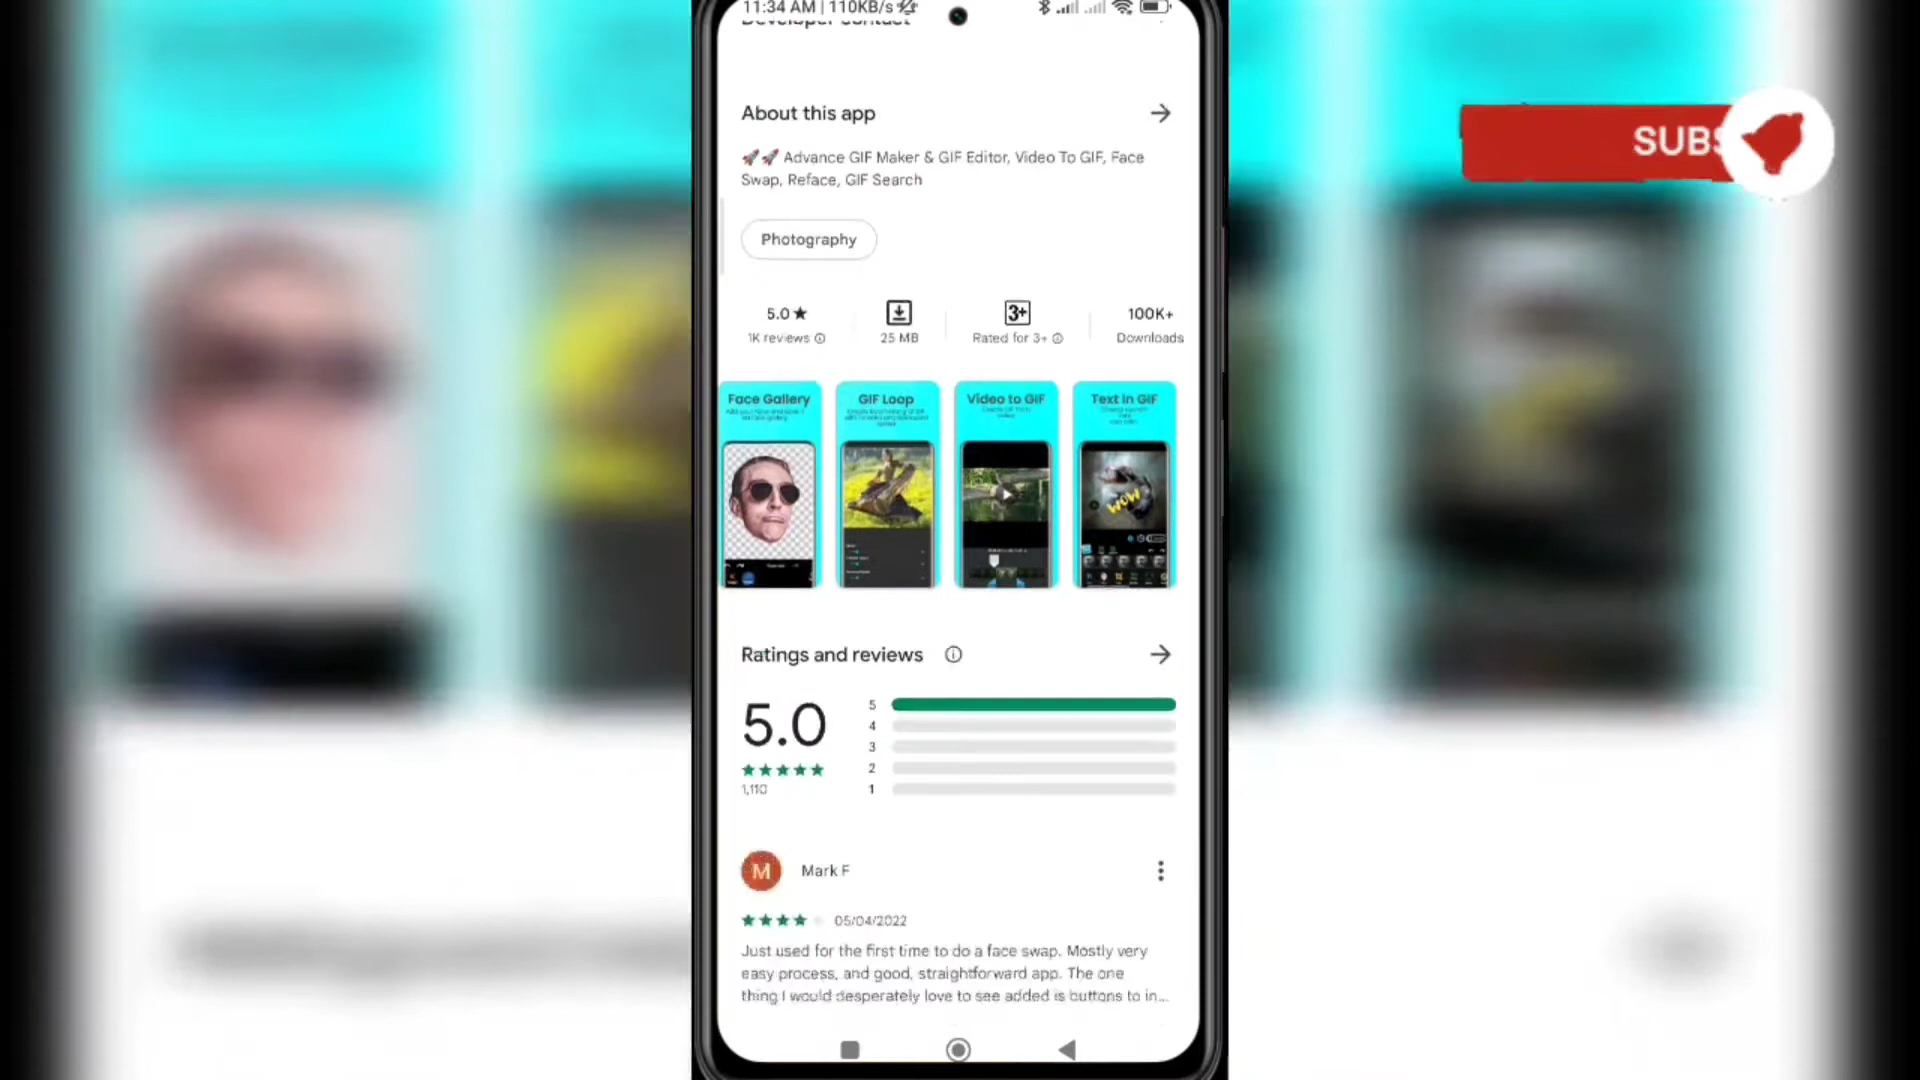 11:34 AM | 110KB/s
Developer contact
SUBS
About this app
🚀🚀 Advance GIF Maker & GIF Editor, Video To GIF, Face
Swap, Reface, GIF Search
Photography
5.0★
1K reviews
25 MB
3+
Rated for 3+
100K+
Downloads
Face Gallery
GIF Loop
Video to GIF
Text In GIF
WOW
Ratings and reviews
5.0
1,110
5
4
3
2
1
M
Mark F
05/04/2022
Just used for the first time to do a face swap. Mostly very
easy process, and good, straightforward app. The one
thing I would desperately love to see added is buttons to in...